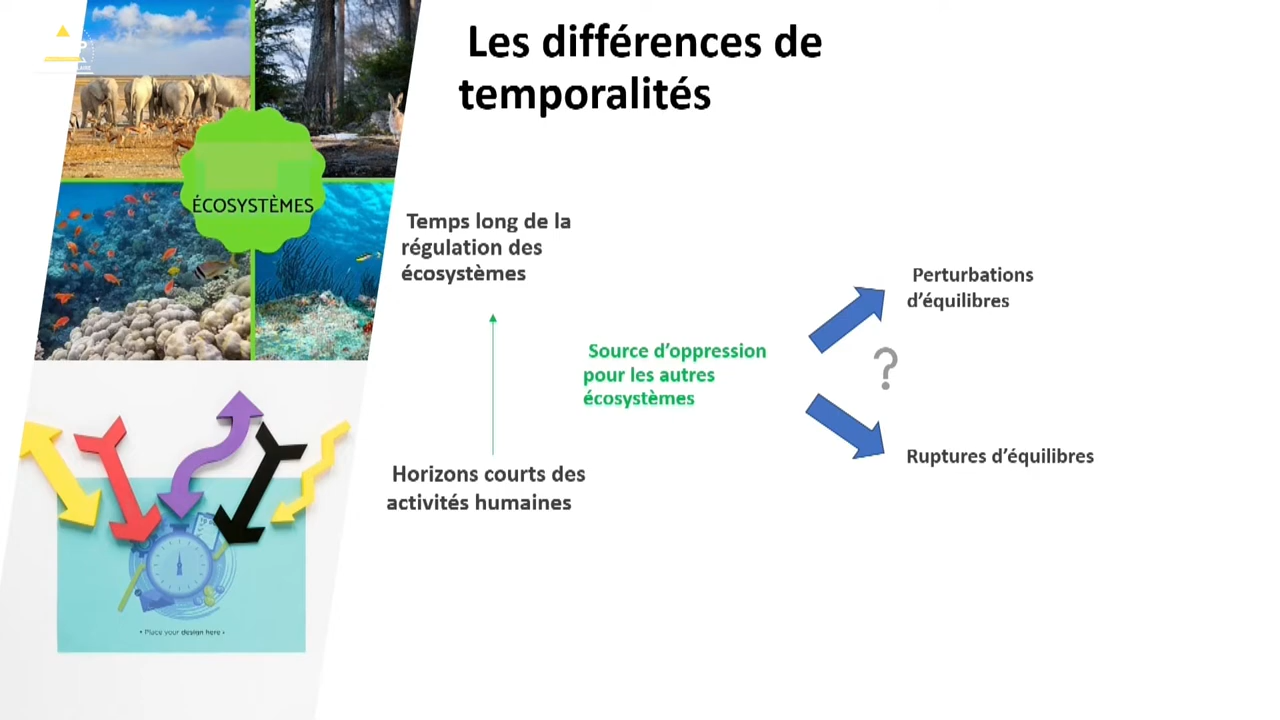 Les différences de
temporalités
ÉCOSYSTÈMES
Temps long de la
régulation des
écosystèmes
Perturbations
d’équilibres
Source d’oppression
pour les autres
écosystèmes
?
Ruptures d’équilibres
Horizons courts des
activités humaines
• Place your design here •